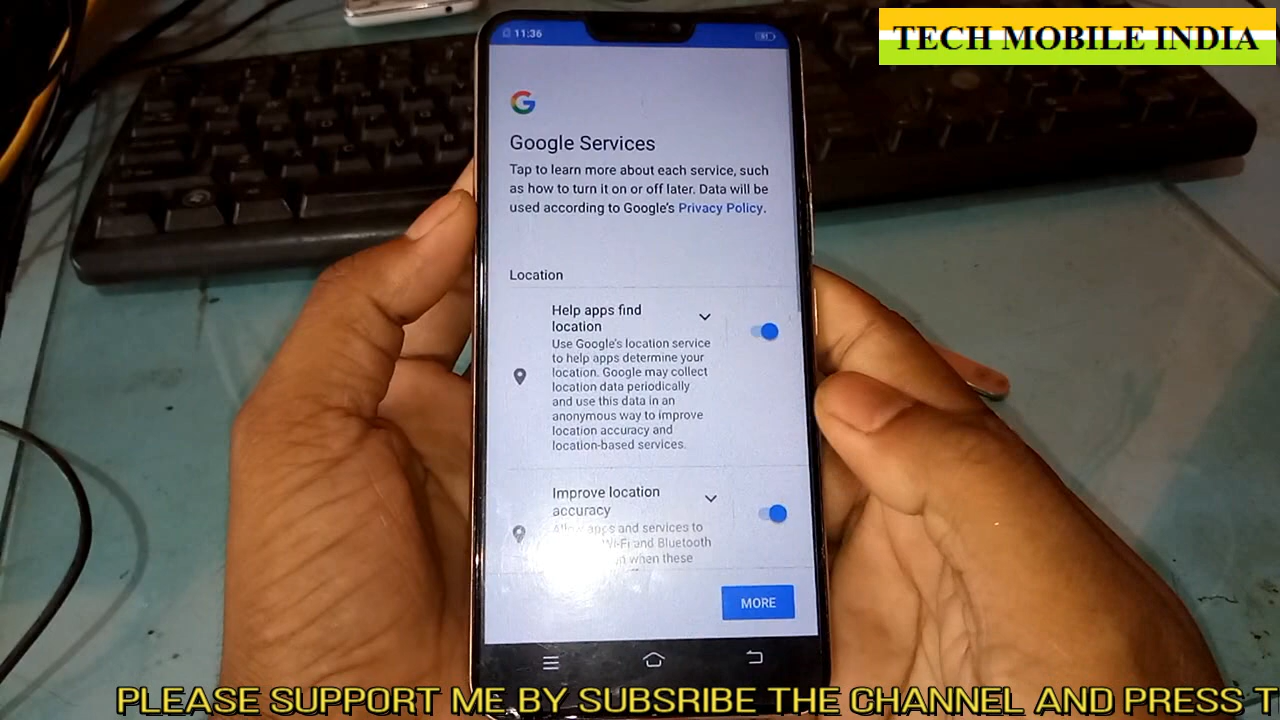 TECH MOBILE INDIA
11:36
Google Services
Tap to learn more about each service, such
as how to turn it on or off later. Data will be
used according to Google's Privacy Policy.
Location
Help apps find
location
Use Google's location service
to help apps determine your
location. Google may collect
location data periodically
and use this data in an
anonymous way to improve
location accuracy and
location-based services.
Improve location
accuracy
apps and services to
Wi-Fi and Bluetooth
when these
MORE
PLEASE SUPPORT ME BY SUBSRIBE THE CHANNEL AND PRESS T